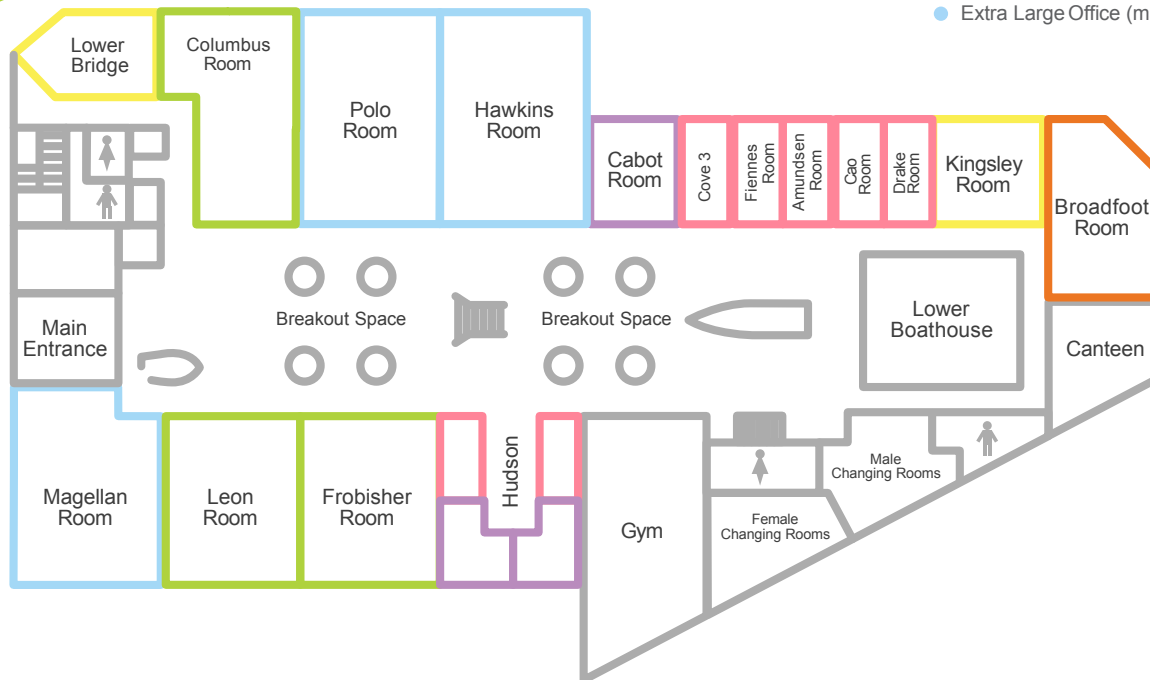 Extra Large Office (m
Lower
Bridge
Columbus
Room
Polo
Room
Hawkins
Room
Cabot
Room
Cove 3
Fiennes
Room
Amundsen
Room
Cao
Room
Drake
Room
Kingsley
Room
Broadfoot
Room
Main
Entrance
Breakout Space
Breakout Space
Lower
Boathouse
Canteen
Magellan
Room
Leon
Room
Frobisher
Room
Hudson
Gym
Male
Changing Rooms
Female
Changing Rooms